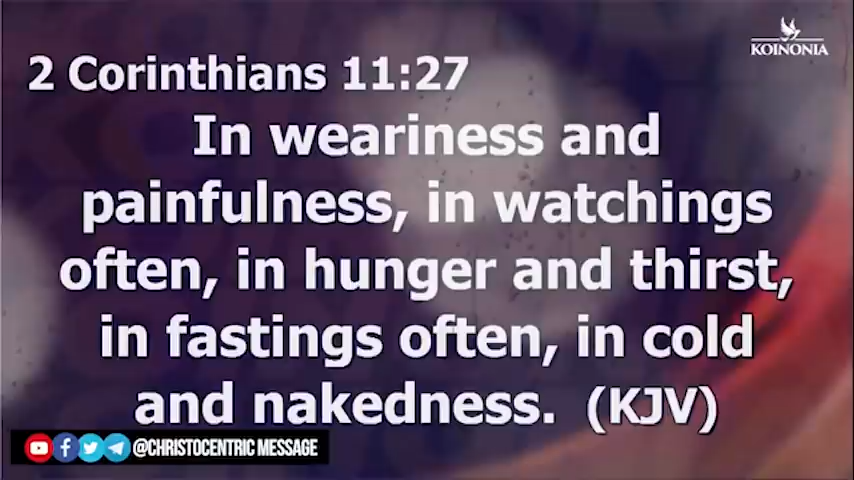 KOINONIA
2 Corinthians 11:27
In weariness and
painfulness, in watchings
often, in hunger and thirst,
in fastings often, in cold
and nakedness. (KJV)
@CHRISTOCENTRIC MESSAGE